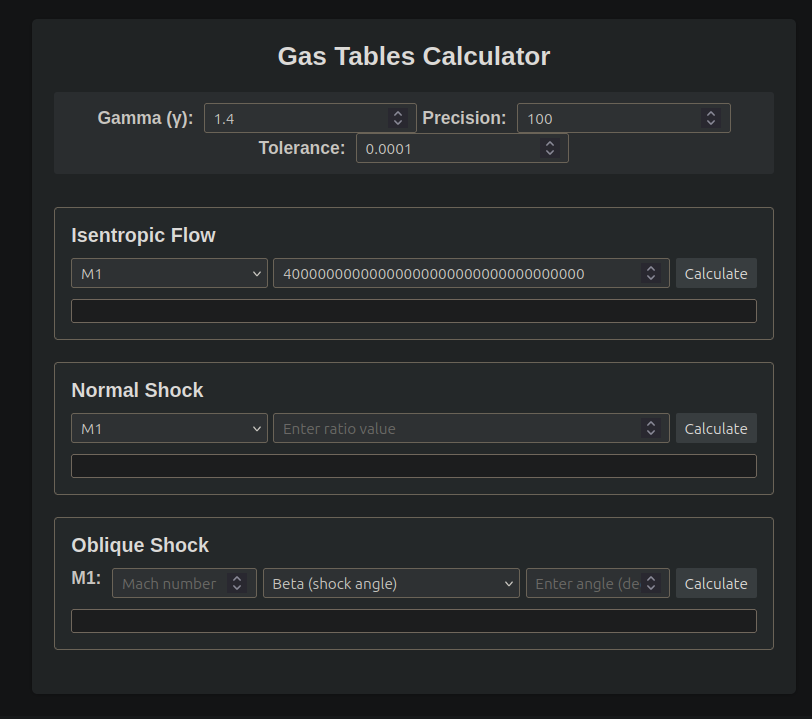 Gas Tables Calculator
Gamma (γ): 1.4 Precision: 100
Tolerance: 0.0001
Isentropic Flow
M1 40000000000000000000000000000000000 Calculate
Normal Shock
M1 Enter ratio value Calculate
Oblique Shock
M1: Mach number Beta (shock angle) Enter angle (de Calculate